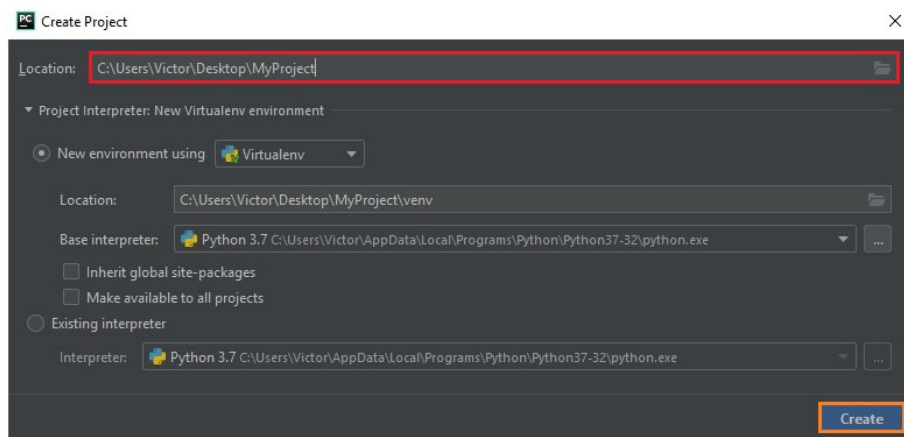 PC Create Project
Location: C:\Users\Victor\Desktop\MyProject
Project Interpreter: New Virtualenv environment
New environment using Virtualenv
Location: C:\Users\Victor\Desktop\MyProject\venv
Base interpreter: Python 3.7 C:\Users\Victor\AppData\Local\Programs\Python\Python37-32\python.exe ...
Inherit global site-packages
Make available to all projects
Existing interpreter
Interpreter: Python 3.7 C:\Users\Victor\AppData\Local\Programs\Python\Python37-32\python.exe ...
Create